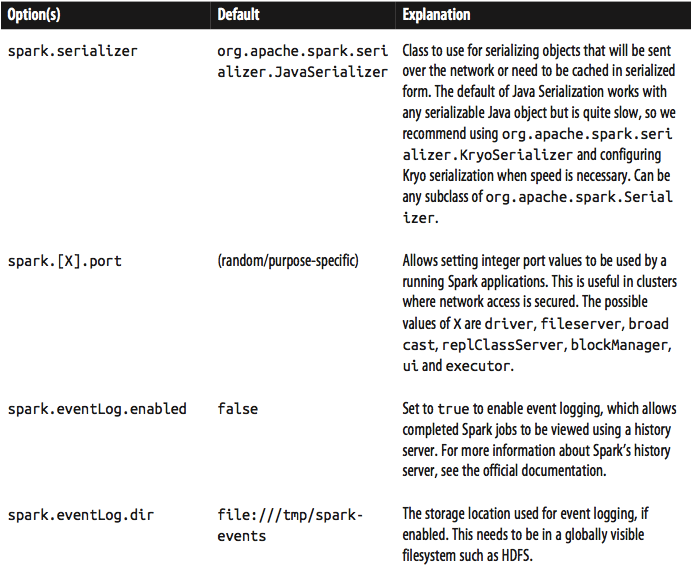 Option(s) Default Explanation
spark.serializer org.apache.spark.seri Class to use for serializing objects that will be sent
alizer.JavaSerializer over the network or need to be cached in serialized
form. The default of Java Serialization works with
any serializable Java object but is quite slow, so we
recommend using org.apache.spark.seri
alizer.KryoSerializer and configuring
Kryo serialization when speed is necessary. Can be
any subclass of org.apache.spark.Serial
izer.
spark.[X].port (random/purpose-specific) Allows setting integer port values to be used by a
running Spark applications. This is useful in clusters
where network access is secured. The possible
values of X are driver, fileserver, broad
cast, replClassServer, blockManager,
ui and executor.
spark.eventLog.enabled false Set to true to enable event logging, which allows
completed Spark jobs to be viewed using a history
server. For more information about Spark’s history
server, see the official documentation.
spark.eventLog.dir file:///tmp/spark- The storage location used for event logging, if
events enabled. This needs to be in a globally visible
filesystem such as HDFS.